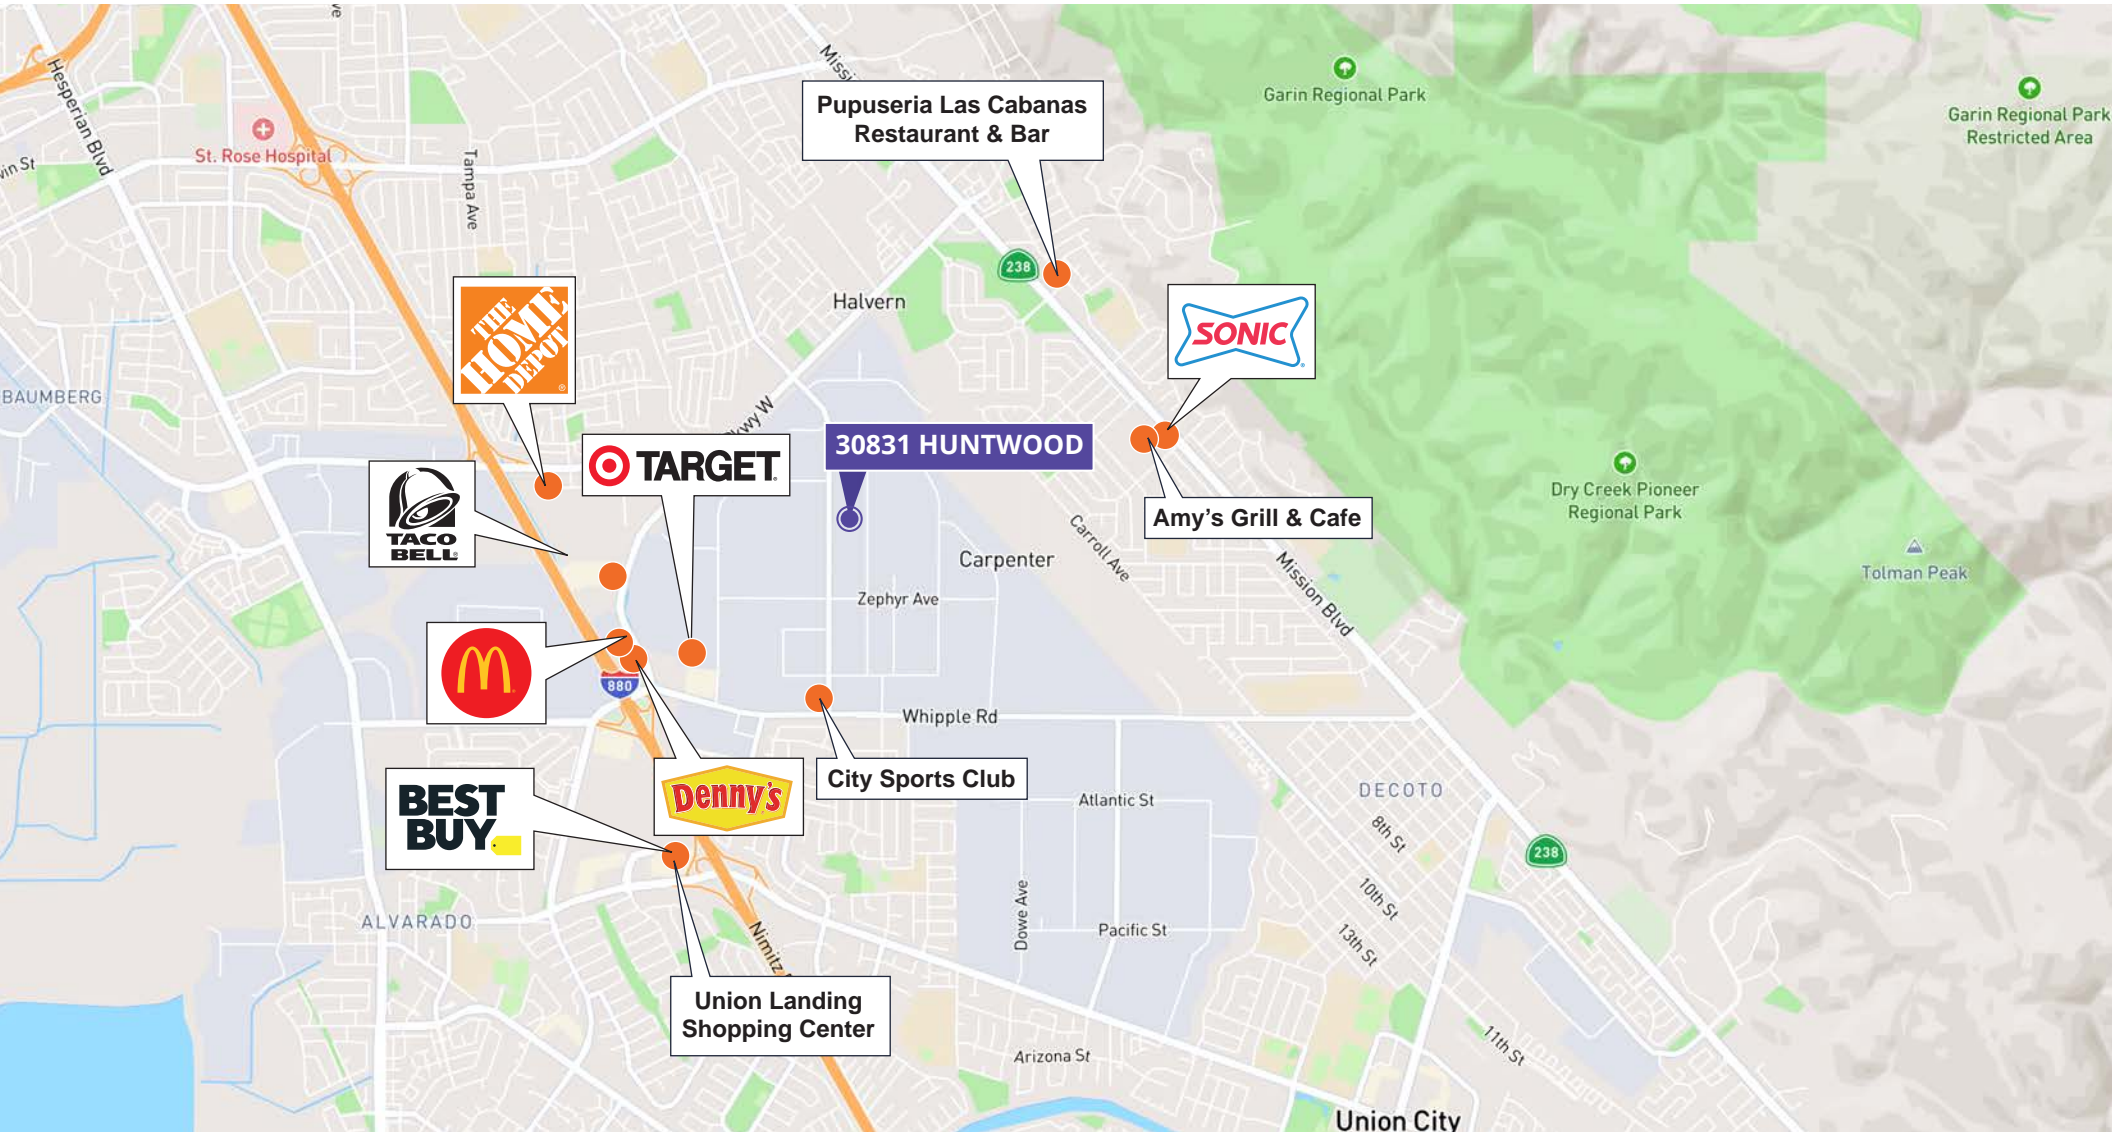 Hesperian Blvd
St. Rose Hospital
Tampa Ave
Pupuseria Las Cabanas
Restaurant & Bar
238
Garin Regional Park
Garin Regional Park
Restricted Area
Halvern
THE
HOME
DEPOT
SONIC
BAUMBERG
TARGET
30831 HUNTWOOD
TACO
BELL
Amy's Grill & Cafe
Dry Creek Pioneer
Regional Park
Tolman Peak
Carpenter
Carroll Ave
Zephyr Ave
Mission Blvd
880
Whipple Rd
City Sports Club
Denny's
BEST
BUY
Atlantic St
DECOTO
8th St
238
10th St
13th St
Dowe Ave
Pacific St
ALVARADO
Nimitz
Union Landing
Shopping Center
Arizona St
11th St
Union City